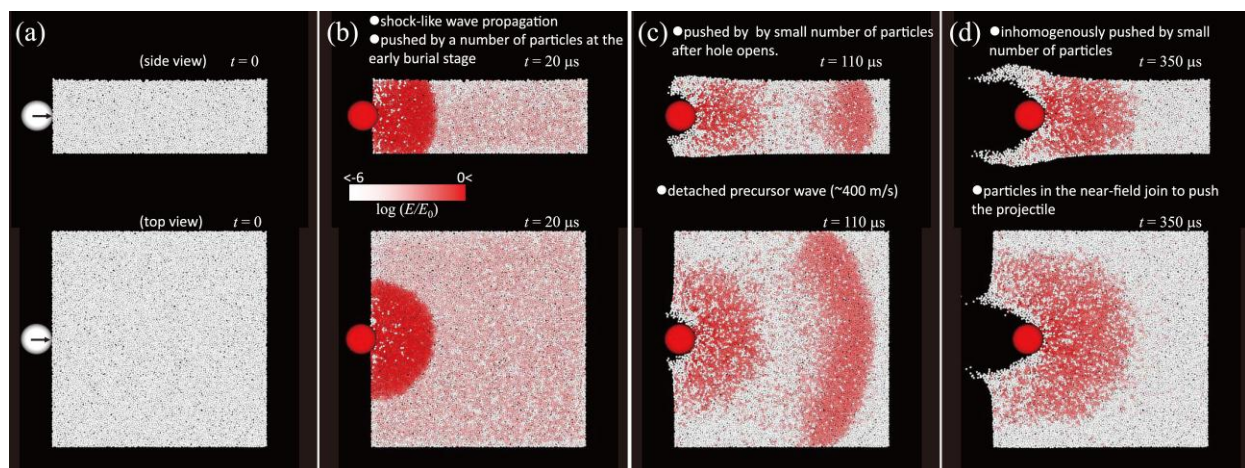 (a)
(side view) t = 0
(top view) t = 0
(b)
●shock-like wave propagation
●pushed by a number of particles at the
early burial stage
t = 20 μs
<-6 0<
log (E/E0)
t = 20 μs
(c)
●pushed by by small number of particles
after hole opens.
t = 110 μs
●detached precursor wave (~400 m/s)
t = 110 μs
(d)
●inhomogenously pushed by small
number of particles
t = 350 μs
●particles in the near-field join to push
the projectile
t = 350 μs